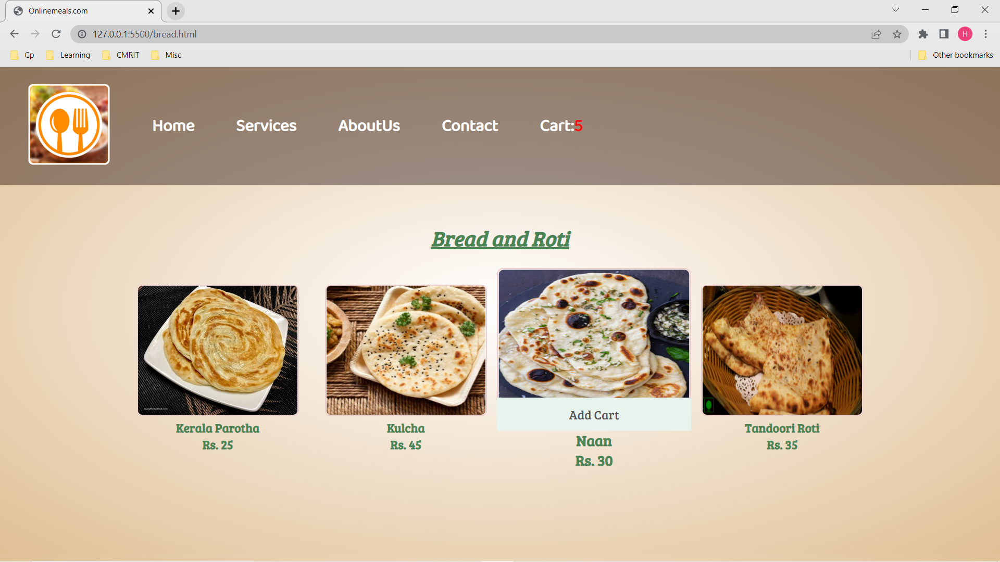 Onlinemeals.com
127.0.0.1:5500/bread.html
H
Cp
Learning
CMRIT
Misc
Other bookmarks
Home
Services
AboutUs
Contact
Cart:5
Bread and Roti
Add Cart
Kerala Parotha
Rs. 25
Kulcha
Rs. 45
Naan
Rs. 30
Tandoori Roti
Rs. 35